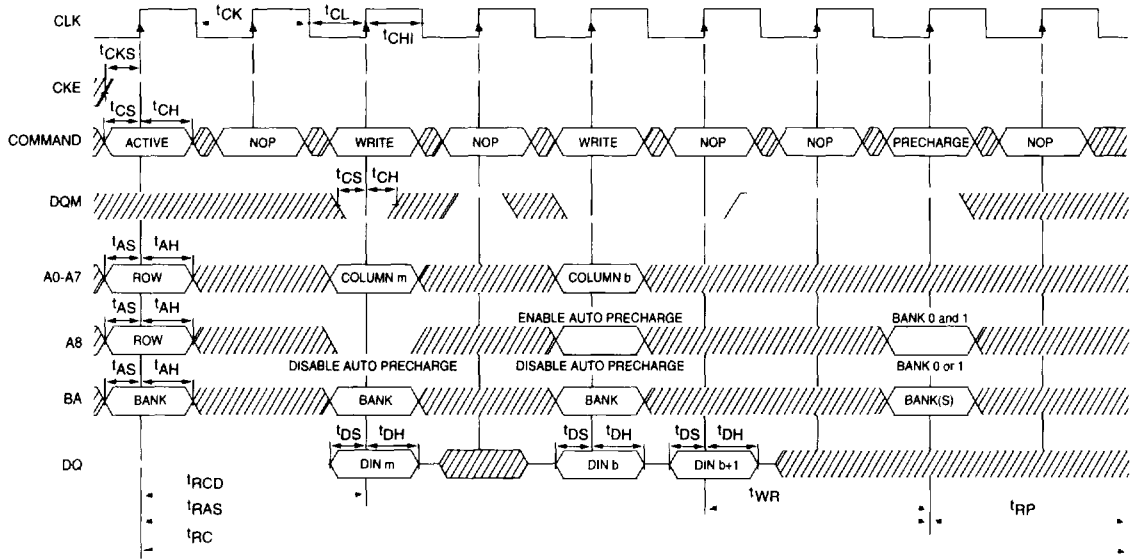 CLK
tCK
tCL
tCHI
tCKS
CKE
tCS
tCH
COMMAND
ACTIVE
NOP
WRITE
NOP
WRITE
NOP
NOP
PRECHARGE
NOP
tCS
tCH
DQM
tAS
tAH
A0-A7
ROW
COLUMN m
COLUMN b
tAS
tAH
ENABLE AUTO PRECHARGE
BANK 0 and 1
A8
ROW
DISABLE AUTO PRECHARGE
DISABLE AUTO PRECHARGE
BANK 0 or 1
tAS
tAH
BA
BANK
BANK
BANK
BANK(S)
tDS
tDH
tDS
tDH
tDS
tDH
DQ
DIN m
DIN b
DIN b+1
tRCD
tWR
tRAS
tRP
tRC